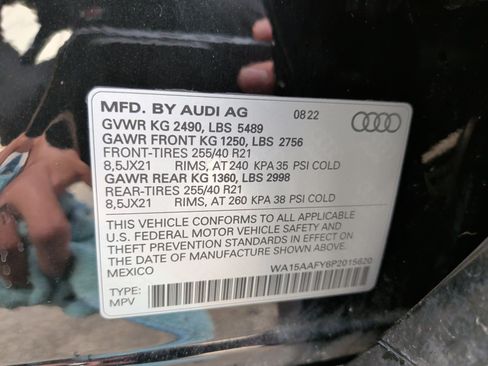 MFD. BY AUDI AG 08.22
GVWR KG 2490, LBS 5489
GAWR FRONT KG 1250, LBS 2756
FRONT-TIRES 255/40 R21
8,5JX21 RIMS, AT 240 KPA 35 PSI COLD
GAWR REAR KG 1360, LBS 2998
REAR-TIRES 255/40 R21
8,5JX21 RIMS, AT 260 KPA 38 PSI COLD
THIS VEHICLE CONFORMS TO ALL APPLICABLE
U.S. FEDERAL MOTOR VEHICLE SAFETY AND
THEFT PREVENTION STANDARDS IN EFFECT ON
THE DATE OF MANUFACTURE SHOWN ABOVE.
MEXICO
WA15AAFY6P2015620
TYPE:
MPV